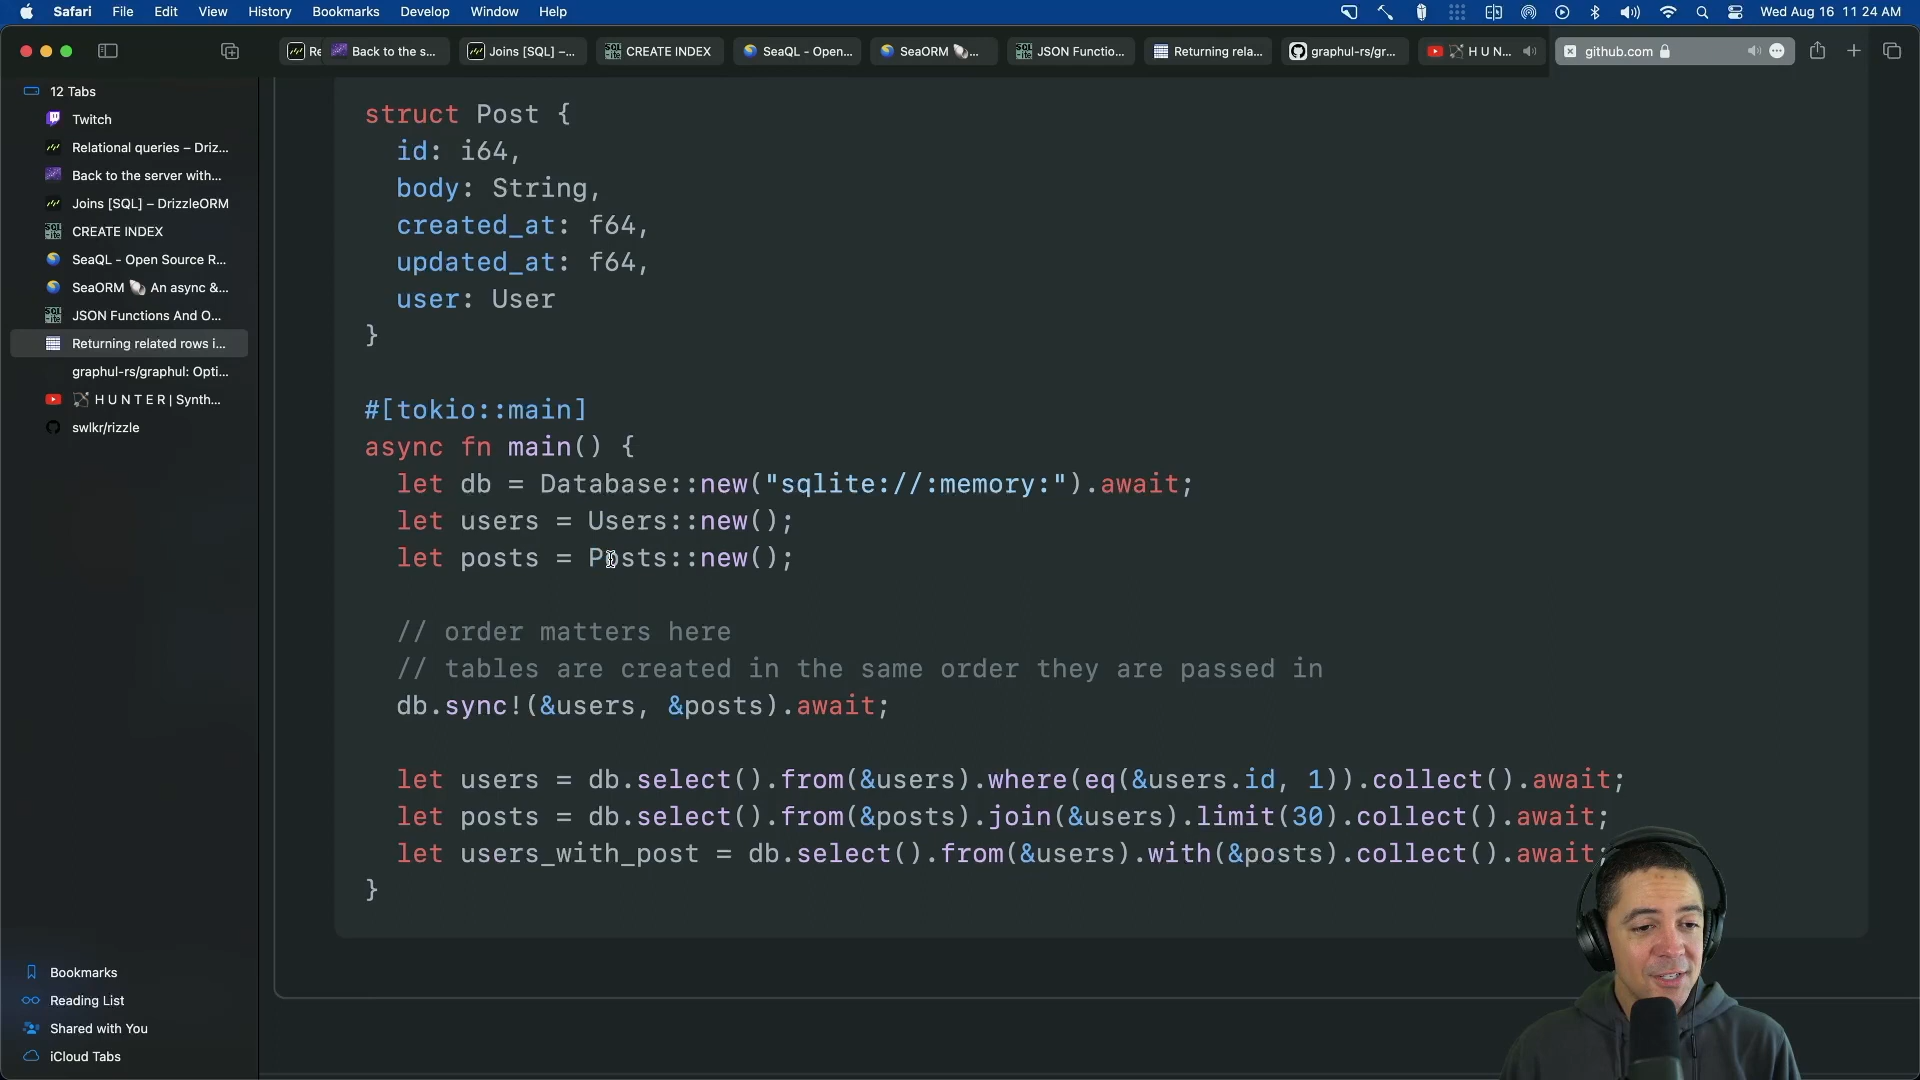 Safari File Edit View History Bookmarks Develop Window Help Wed Aug 16 11:24 AM
Re Back to the s... Joins [SQL] –... CREATE INDEX SeaQL - Open... SeaORM 🐚... JSON Functio... Returning rela... graphul-rs/gr... H U N... github.com
12 Tabs
Twitch
Relational queries – Driz...
Back to the server with...
Joins [SQL] – DrizzleORM
CREATE INDEX
SeaQL - Open Source R...
SeaORM 🐚 An async &...
JSON Functions And O...
Returning related rows i...
graphul-rs/graphul: Opti...
H U N T E R | Synth...
swlkr/rizzle
Bookmarks
Reading List
Shared with You
iCloud Tabs
struct Post {
id: i64,
body: String,
created_at: f64,
updated_at: f64,
user: User
}
#[tokio::main]
async fn main() {
let db = Database::new("sqlite://:memory:").await;
let users = Users::new();
let posts = Posts::new();
// order matters here
// tables are created in the same order they are passed in
db.sync!(&users, &posts).await;
let users = db.select().from(&users).where(eq(&users.id, 1)).collect().await;
let posts = db.select().from(&posts).join(&users).limit(30).collect().await;
let users_with_post = db.select().from(&users).with(&posts).collect().await;
}